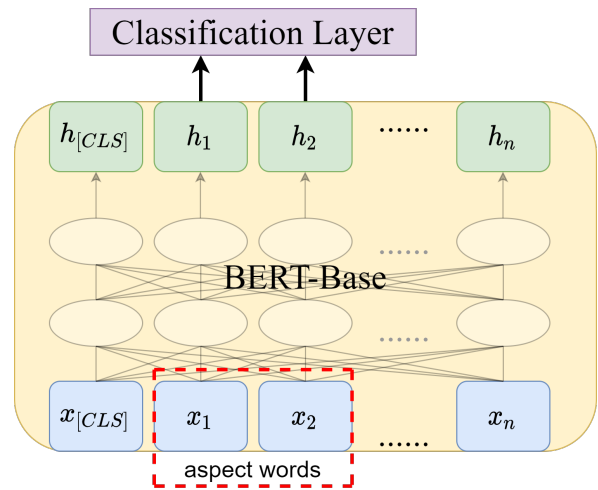 Classification Layer
h[CLS] h1 h2 ...... hn
......
BERT-Base
......
x[CLS] x1 x2 ...... xn
aspect words